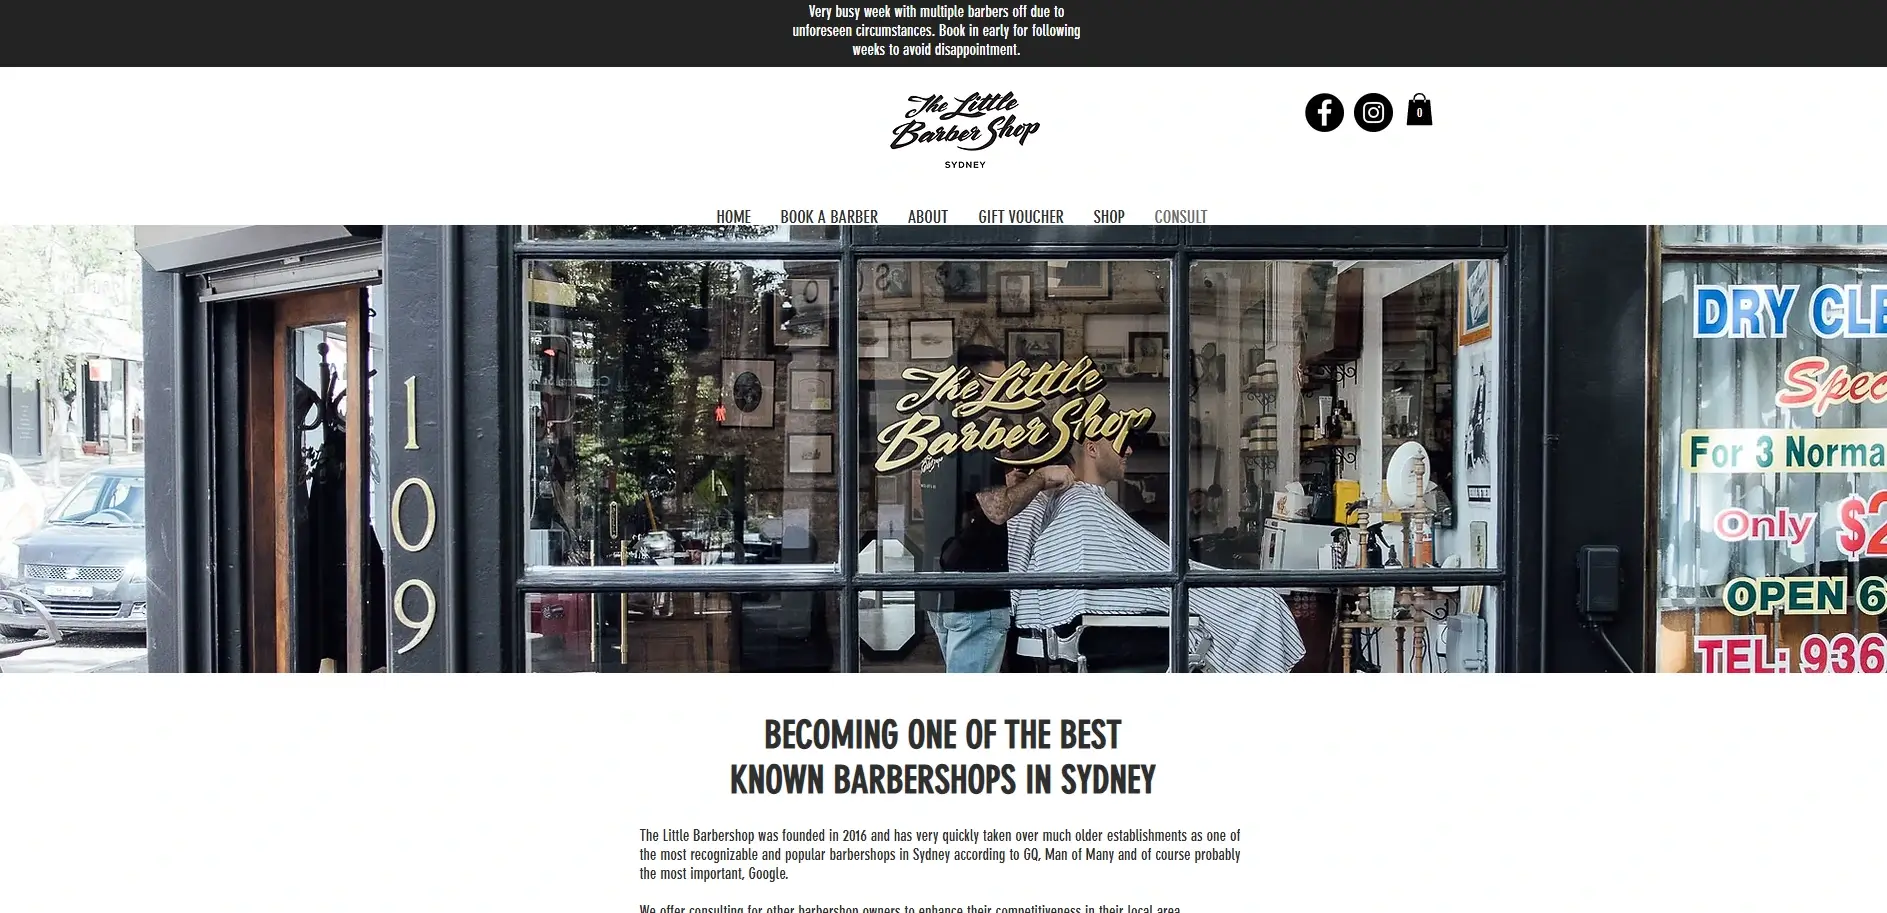 Very busy week with multiple barbers off due to
unforeseen circumstances. Book in early for following
weeks to avoid disappointment.
The Little
Barber Shop
SYDNEY
0
HOME BOOK A BARBER ABOUT GIFT VOUCHER SHOP CONSULT
109
The Little
Barber Shop
DRY CLE
Spec
For 3 Norma
Only $2
OPEN 6
TEL: 936
BECOMING ONE OF THE BEST
KNOWN BARBERSHOPS IN SYDNEY
The Little Barbershop was founded in 2016 and has very quickly taken over much older establishments as one of
the most recognizable and popular barbershops in Sydney according to GQ, Man of Many and of course probably
the most important, Google.
We offer consulting for other barbershop owners to enhance their competitiveness in their local area.